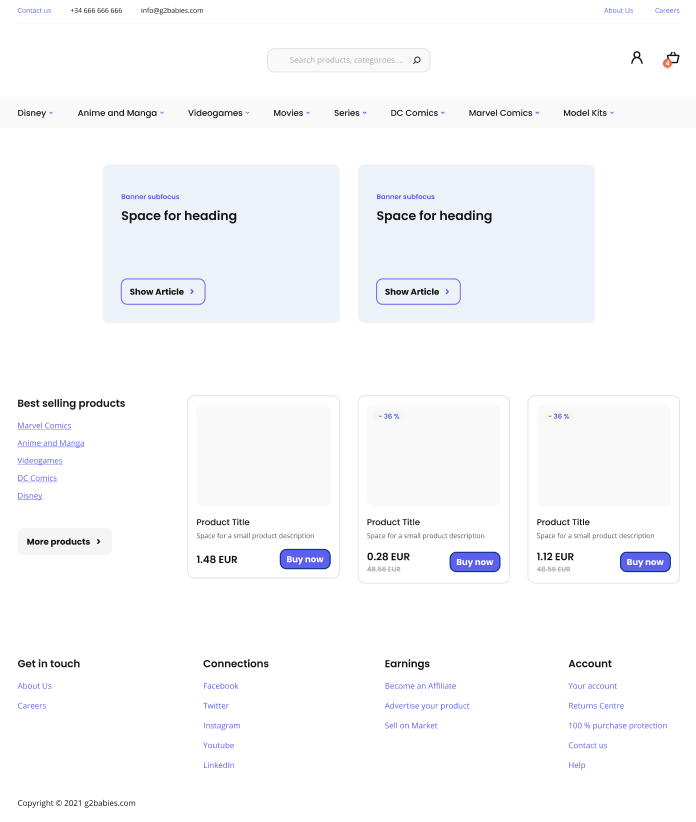 Contact us +34 666 666 666 info@g2babies.com About Us Careers
Search products, categoroes....
4
Disney Anime and Manga Videogames Movies Series DC Comics Marvel Comics Model Kits
Banner subfocus
Space for heading
Show Article
Banner subfocus
Space for heading
Show Article
Best selling products
Marvel Comics
Anime and Manga
Videogames
DC Comics
Disney
More products
Product Title
Space for a small product description
1.48 EUR
Buy now
- 36 %
Product Title
Space for a small product description
0.28 EUR
48.56 EUR
Buy now
- 36 %
Product Title
Space for a small product description
1.12 EUR
48.56 EUR
Buy now
Get in touch
About Us
Careers
Connections
Facebook
Twitter
Instagram
Youtube
LinkedIn
Earnings
Become an Affiliate
Advertise your product
Sell on Market
Account
Your account
Returns Centre
100 % purchase protection
Contact us
Help
Copyright © 2021 g2babies.com